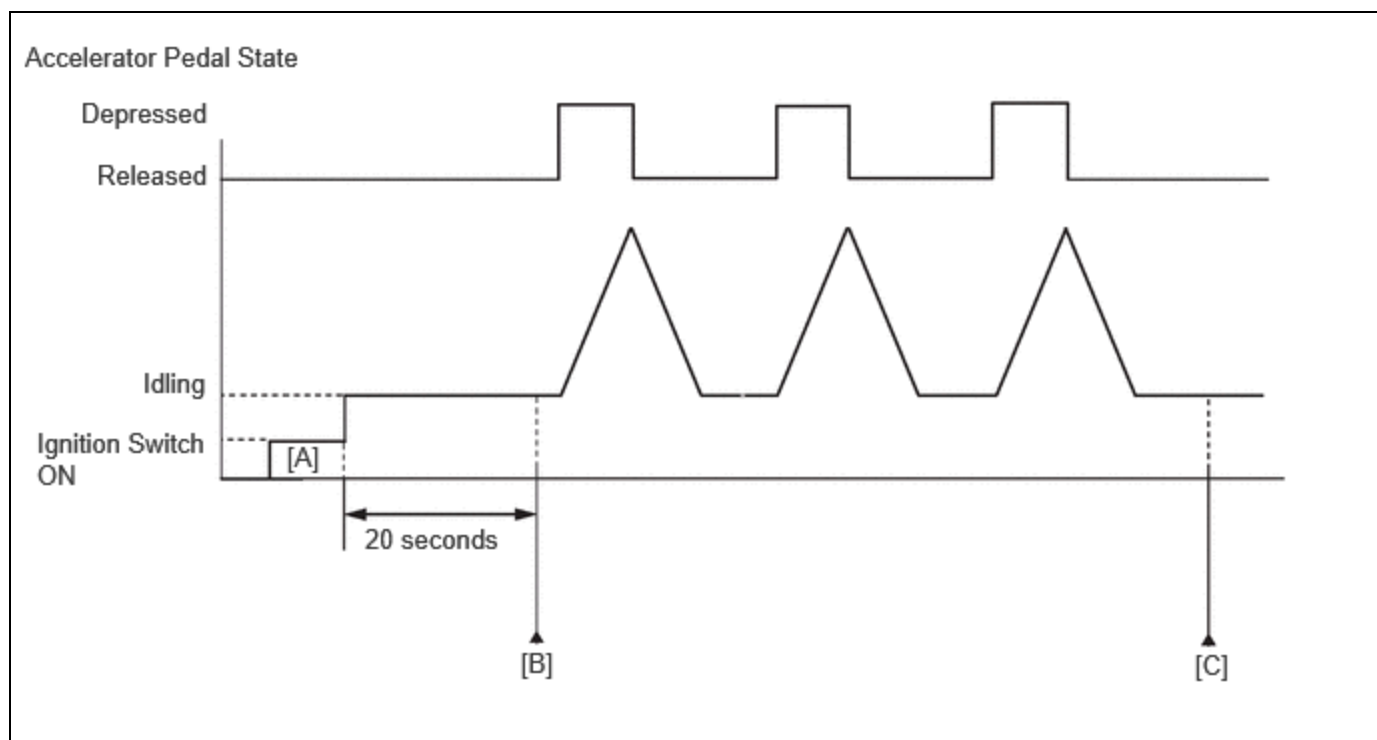 Accelerator Pedal State
Depressed
Released
Idling
Ignition Switch
ON
[A]
20 seconds
[B]
[C]